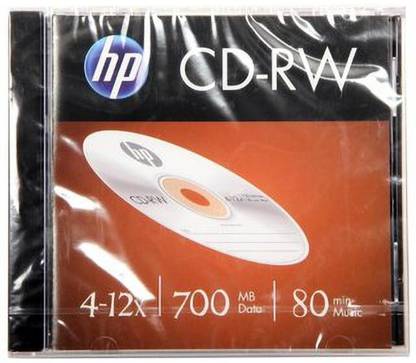 hp CD-RW
hp
CD-RW
4-12x 700 MB Data 80 min Music